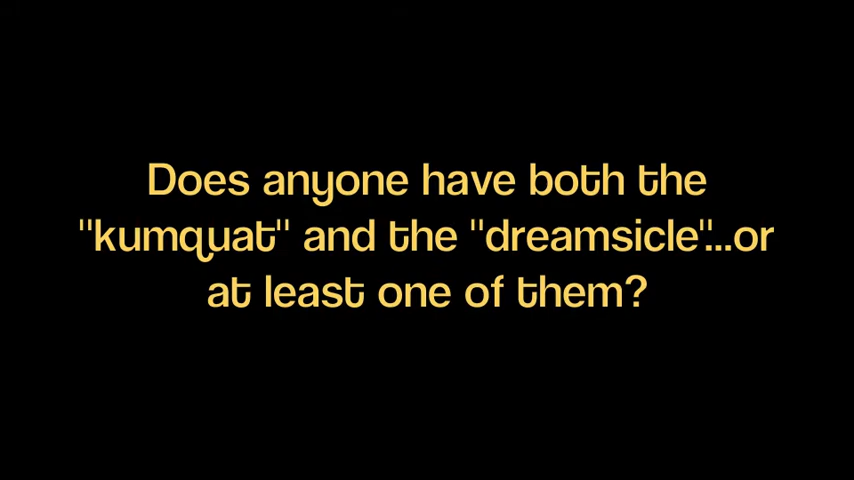 Does anyone have both the
"kumquat" and the "dreamsicle"...or
at least one of them?